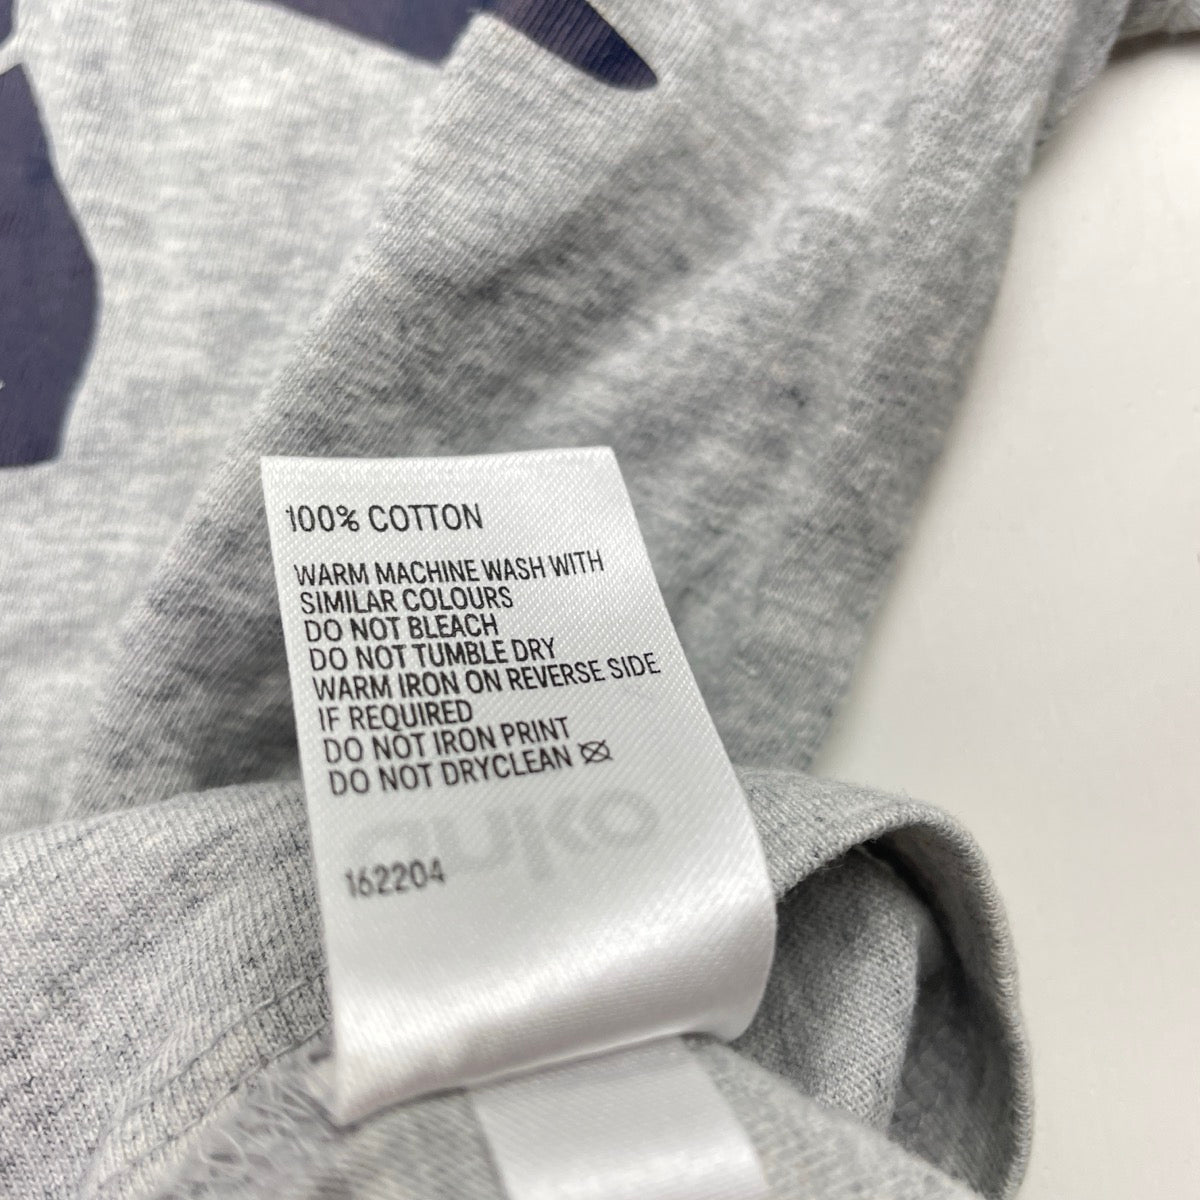 100% COTTON
WARM MACHINE WASH WITH
SIMILAR COLOURS
DO NOT BLEACH
DO NOT TUMBLE DRY
WARM IRON ON REVERSE SIDE
IF REQUIRED
DO NOT IRON PRINT
DO NOT DRYCLEAN
162204